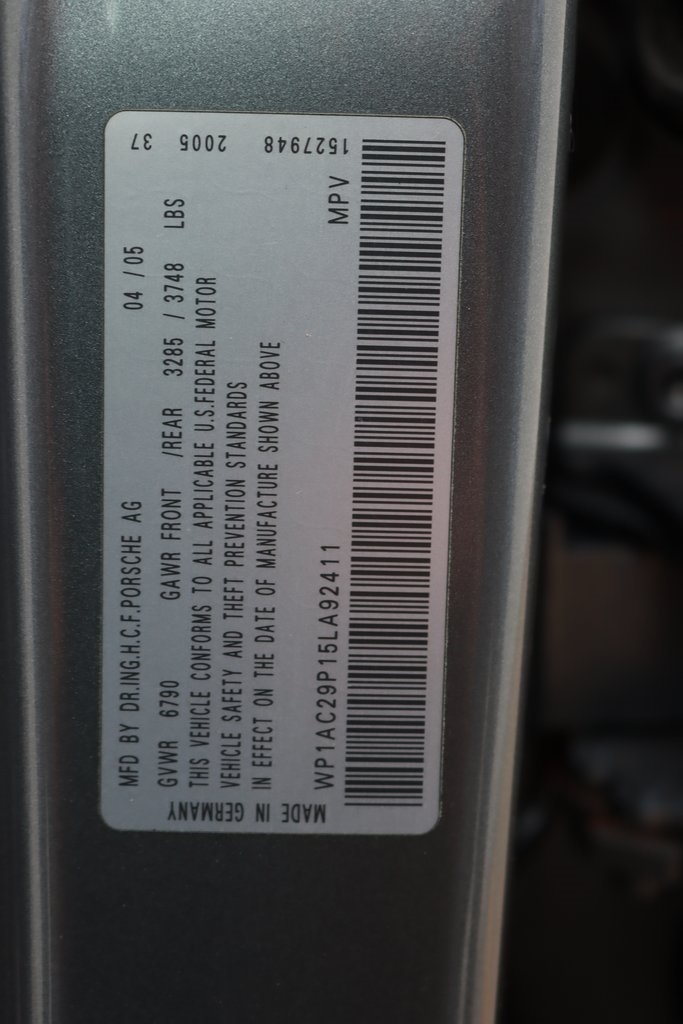 MFD BY DR.ING.H.C.F.PORSCHE AG 04 /05
GVWR 6790 GAWR FRONT /REAR 3285 / 3748 LBS
THIS VEHICLE CONFORMS TO ALL APPLICABLE U.S.FEDERAL MOTOR
VEHICLE SAFETY AND THEFT PREVENTION STANDARDS
IN EFFECT ON THE DATE OF MANUFACTURE SHOWN ABOVE
WP1AC29P15LA92411 MPV
MADE IN GERMANY
1527948 2005 37